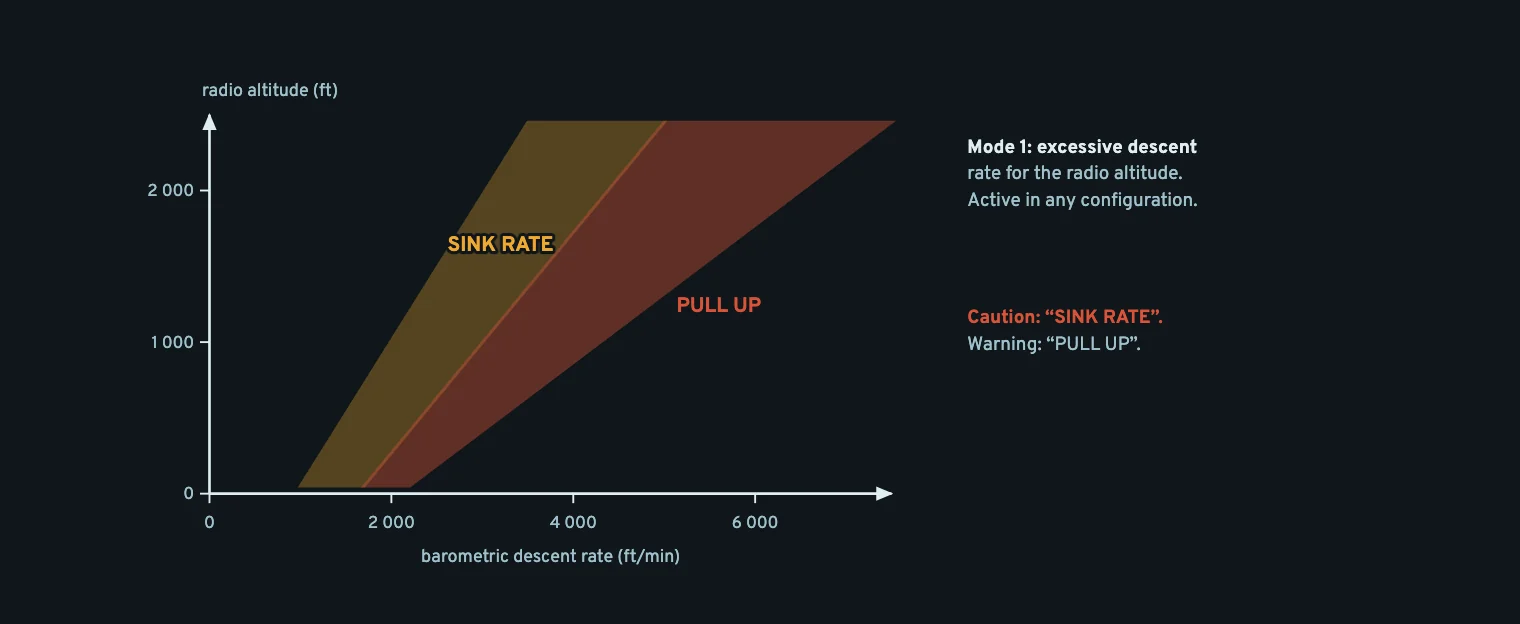 radio altitude (ft)
Mode 1: excessive descent
rate for the radio altitude.
Active in any configuration.
2 000
SINK RATE
PULL UP
Caution: “SINK RATE”.
Warning: “PULL UP”.
1 000
0
0
2 000
4 000
6 000
barometric descent rate (ft/min)